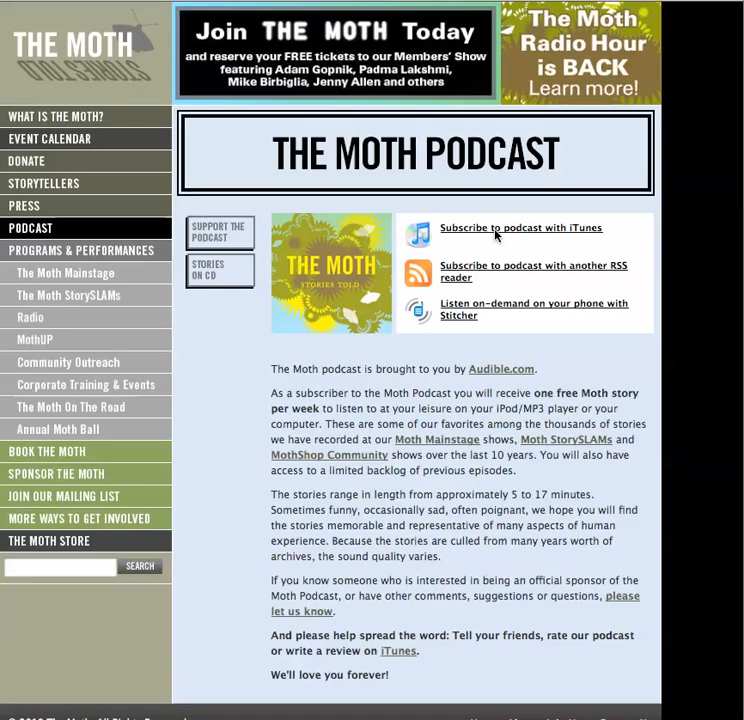 THE MOTH
Join THE MOTH Today
and reserve your FREE tickets to our Members' Show
featuring Adam Gopnik, Padma Lakshmi,
Mike Birbiglia, Jenny Allen and others
The Moth
Radio Hour
is BACK
Learn more!
WHAT IS THE MOTH?
EVENT CALENDAR
DONATE
STORYTELLERS
PRESS
PODCAST
PROGRAMS & PERFORMANCES
The Moth Mainstage
The Moth StorySLAMs
Radio
MothUP
Community Outreach
Corporate Training & Events
The Moth On The Road
Annual Moth Ball
BOOK THE MOTH
SPONSOR THE MOTH
JOIN OUR MAILING LIST
MORE WAYS TO GET INVOLVED
THE MOTH STORE
SEARCH
THE MOTH PODCAST
SUPPORT THE
PODCAST
STORIES
ON CD
THE MOTH
STORIES TOLD
Subscribe to podcast with iTunes
Subscribe to podcast with another RSS
reader
Listen on-demand on your phone with
Stitcher
The Moth podcast is brought to you by Audible.com.
As a subscriber to the Moth Podcast you will receive one free Moth story
per week to listen to at your leisure on your iPod/MP3 player or your
computer. These are some of our favorites among the thousands of stories
we have recorded at our Moth Mainstage shows, Moth StorySLAMs and
MothShop Community shows over the last 10 years. You will also have
access to a limited backlog of previous episodes.
The stories range in length from approximately 5 to 17 minutes.
Sometimes funny, occasionally sad, often poignant, we hope you will find
the stories memorable and representative of many aspects of human
experience. Because the stories are culled from many years worth of
archives, the sound quality varies.
If you know someone who is interested in being an official sponsor of the
Moth Podcast, or have other comments, suggestions or questions, please
let us know.
And please help spread the word: Tell your friends, rate our podcast
or write a review on iTunes.
We'll love you forever!